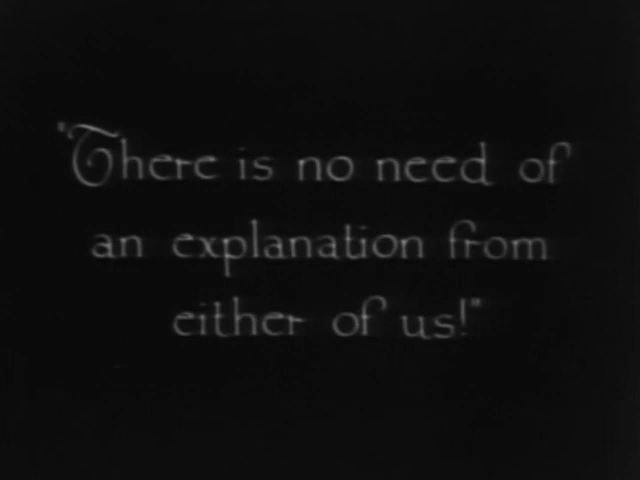 "There is no need of
an explanation from
either of us!"